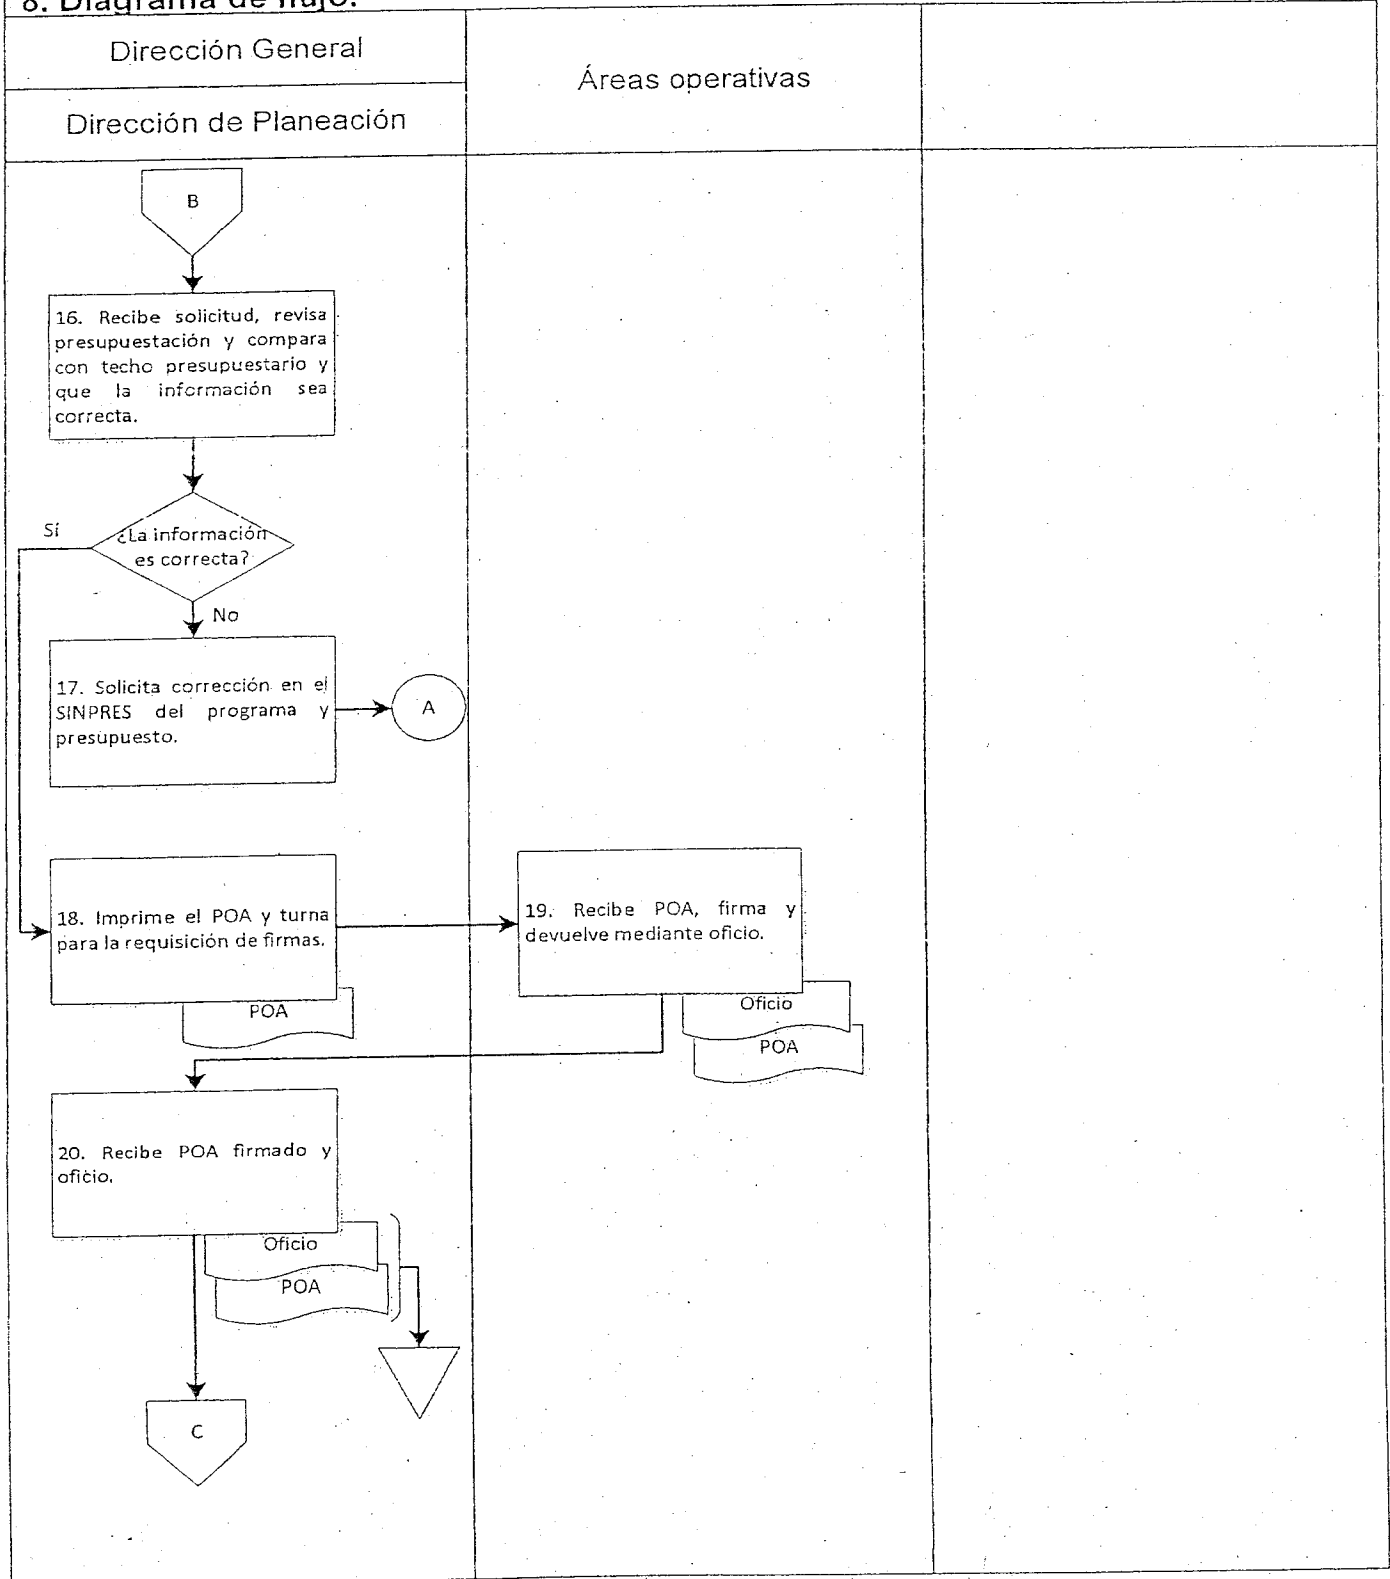 8. Diagrama de flujo.
Dirección General
Dirección de Planeación
Áreas operativas
B
16. Recibe solicitud, revisa
presupuestación y compara
con techo presupuestario y
que la información sea
correcta.
¿La información
es correcta?
Sí
No
17. Solicita corrección en el
SINPRES del programa y
presupuesto.
A
18. Imprime el POA y turna
para la requisición de firmas.
POA
19. Recibe POA, firma y
devuelve mediante oficio.
Oficio
POA
20. Recibe POA firmado y
oficio.
Oficio
POA
C